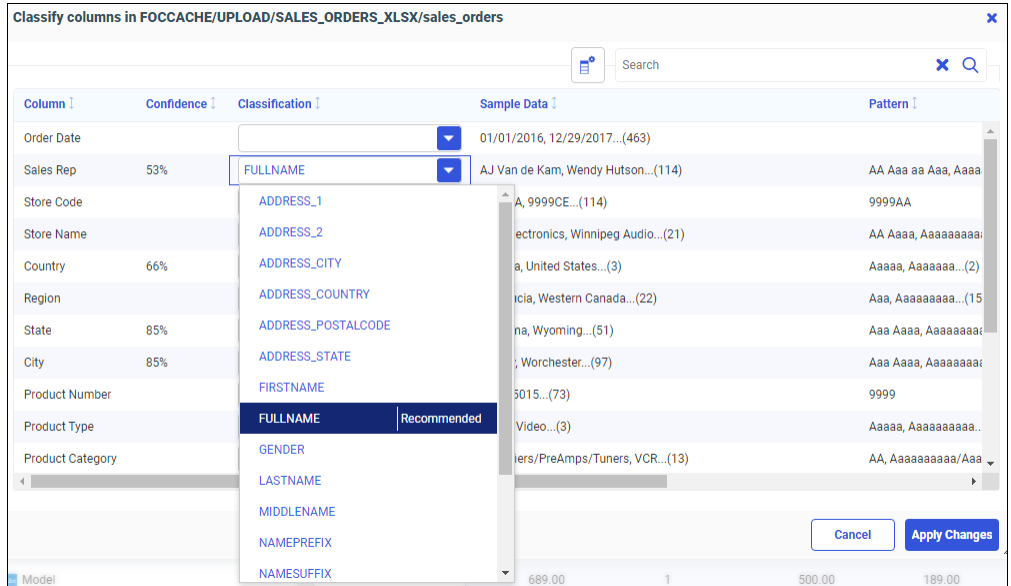 Classify columns in FOCCACHE/UPLOAD/SALES_ORDERS_XLSX/sales_orders
Search
Column Confidence Classification Sample Data Pattern
Order Date 01/01/2016, 12/29/2017...(463)
Sales Rep 53% FULLNAME AJ Van de Kam, Wendy Hutson...(114) AA Aaa aa Aaa, Aaaa
Store Code A, 9999CE...(114) 9999AA
Store Name ectronics, Winnipeg Audio...(21) AA Aaaa, Aaaaaaaaa
Country 66% a, United States...(3) Aaaaa, Aaaaaaa...(2)
Region icia, Western Canada...(22) Aaa, Aaaaaaaaa...(15
State 85% ma, Wyoming...(51) Aaa Aaaa, Aaaaaaaa
City 85% , Worchester...(97) Aaa Aaaa, Aaaaaaaa
Product Number 5015...(73) 9999
Product Type Video...(3) Aaaaa, Aaaaaaaaaa..
Product Category iers/PreAmps/Tuners, VCR...(13) AA, Aaaaaaaaaa/Aaa
ADDRESS_1
ADDRESS_2
ADDRESS_CITY
ADDRESS_COUNTRY
ADDRESS_POSTALCODE
ADDRESS_STATE
FIRSTNAME
FULLNAME Recommended
GENDER
LASTNAME
MIDDLENAME
NAMEPREFIX
NAMESUFFIX
Cancel Apply Changes
Model 689.00 1 500.00 189.00